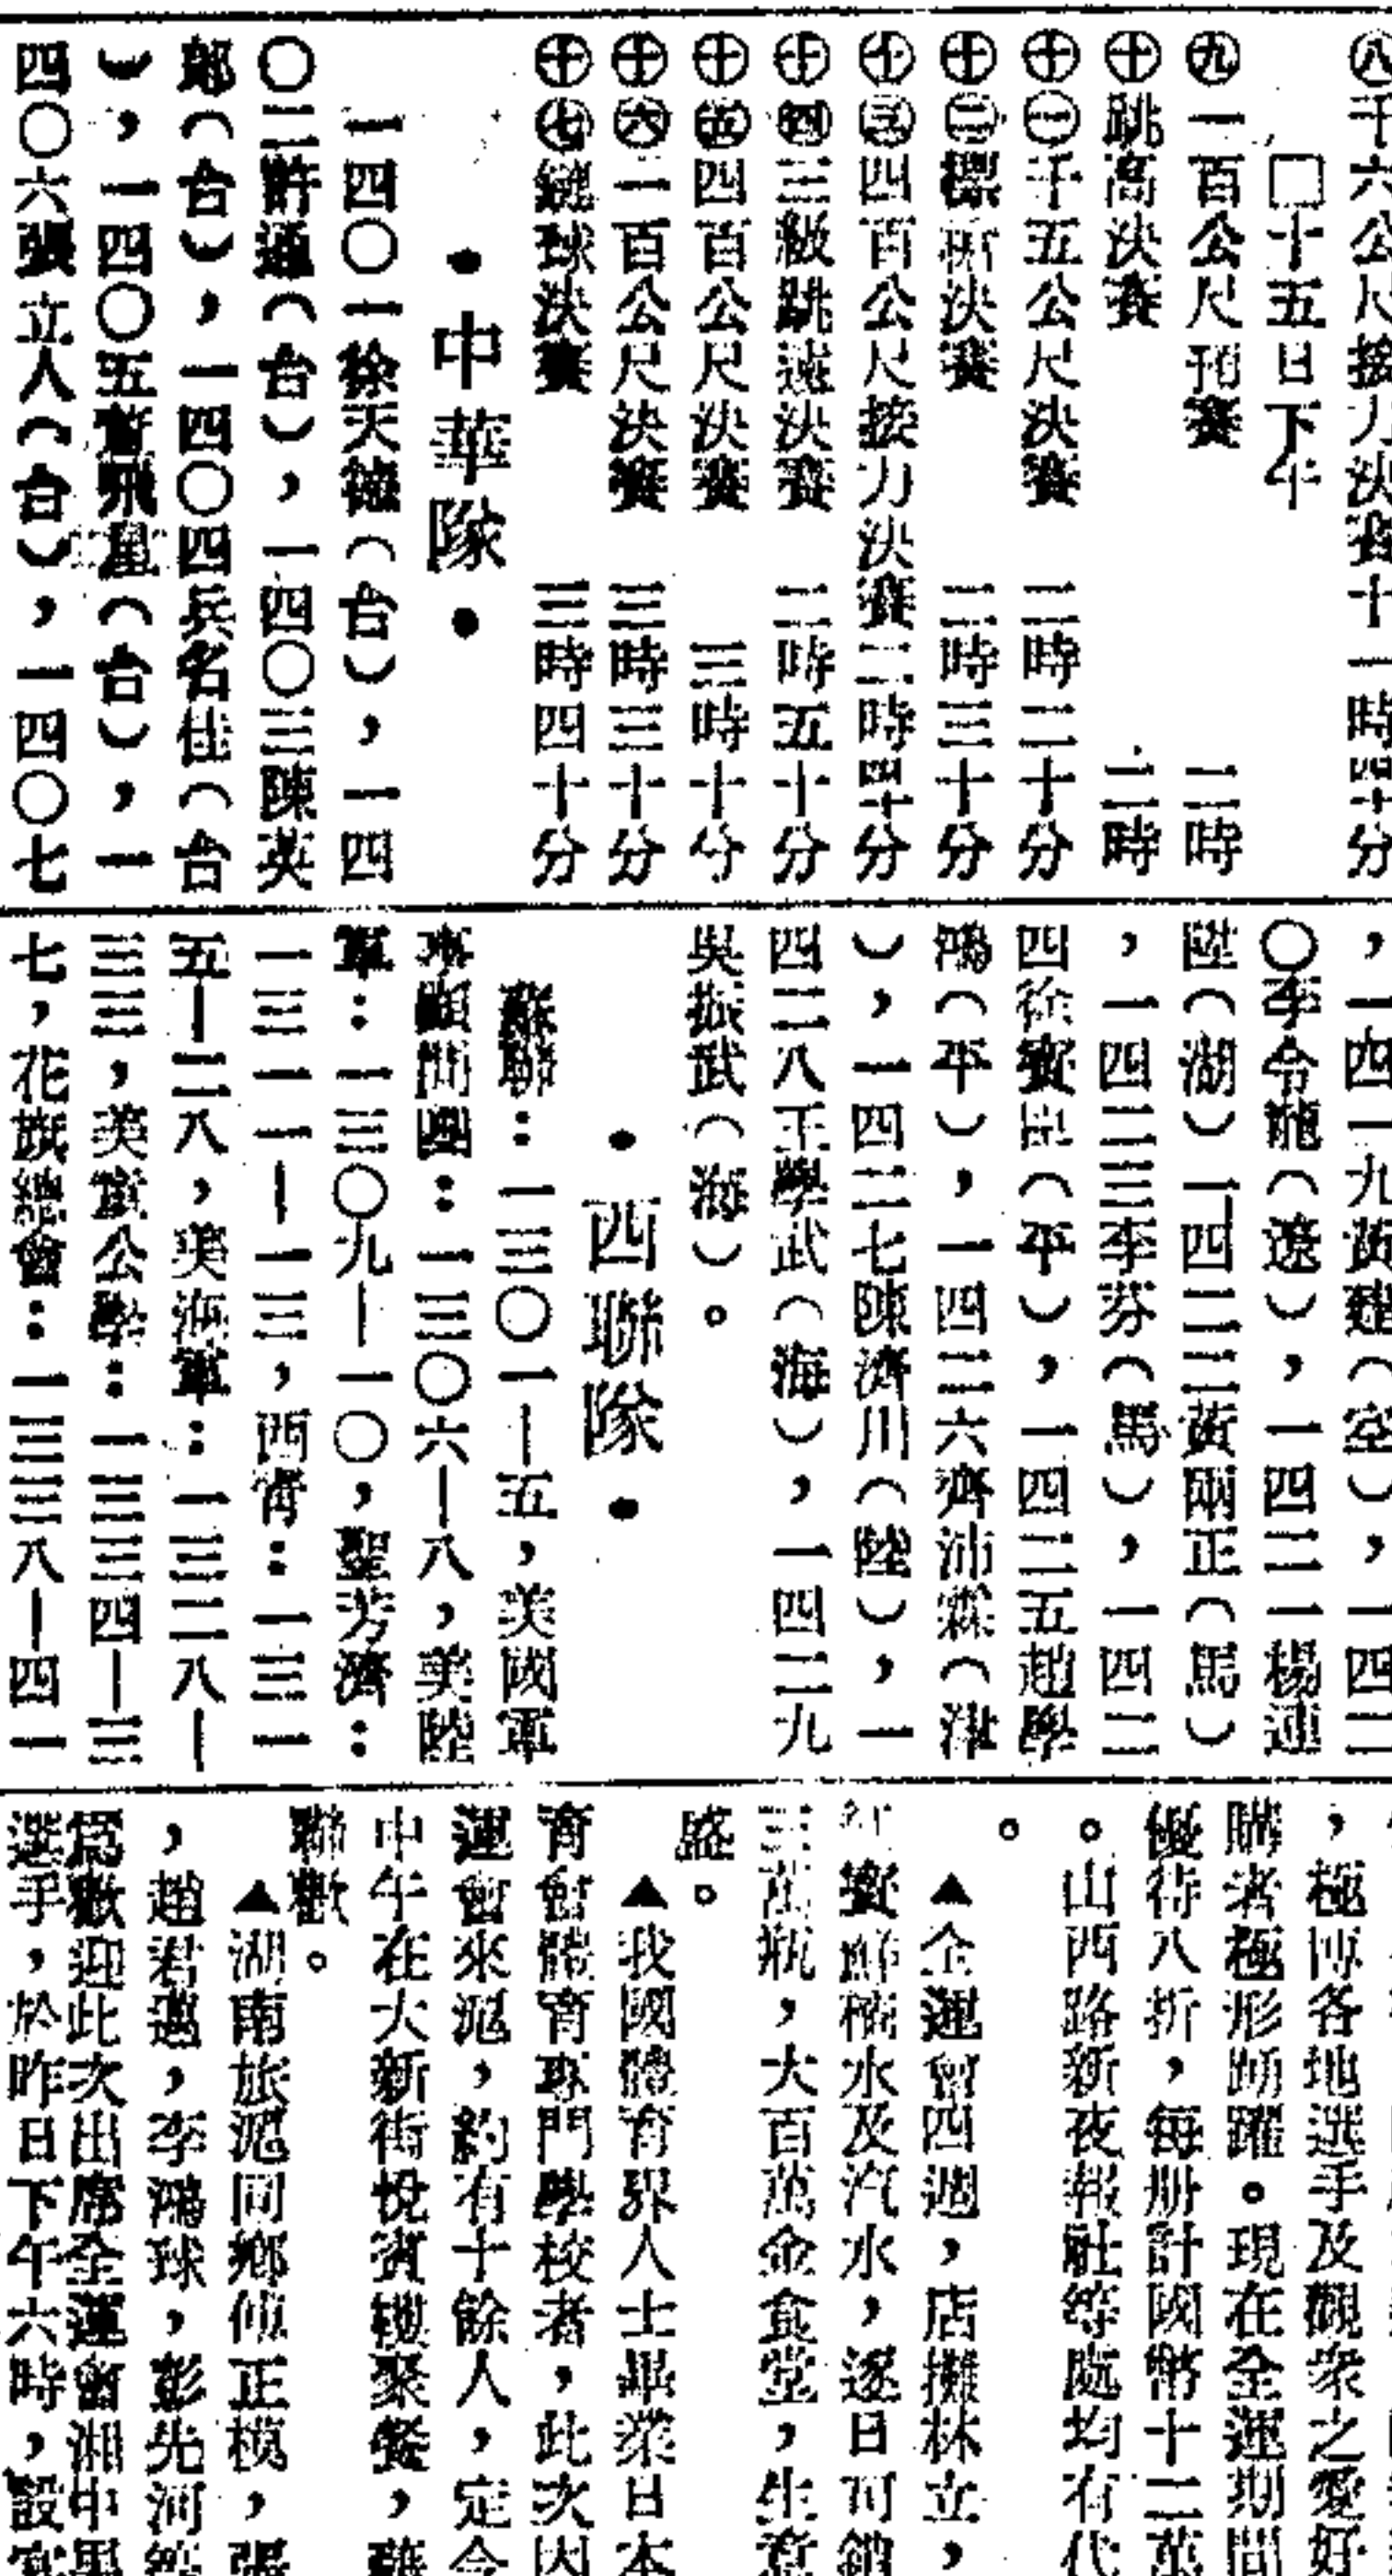 ㊇千六公尺接力決賽十一時四十分
□十五日下午
㊈一百公尺預賽 二時
㊉跳高決賽 二時
㊉㊀千五公尺決賽 二時二十分
㊉㊁標槍決賽 二時三十分
㊉㊂四百公尺接力決賽二時四十分
㊉㊃三級跳遠決賽 二時五十分
㊉㊄四百公尺決賽 三時十分
㊉㊅一百公尺決賽 三時三十分
㊉㊆鏈球決賽 三時四十分
•中華隊•
一四〇一徐天德（台），一四
〇二許通（台），一四〇三陳英
郎（台），一四〇四兵名佳（台
），一四〇五 飛 （台），一
四〇六張立人（台），一四〇七
，一四一九黃建（空），一四二
〇李令龍（遼），一四二一楊連
陞（湖）一四二二黃兩正（馬）
，一四二三李芬（馬），一四二
四徐寶臣（平），一四二五趙學
鴻（平），一四二六齊沛霖（津
），一四二七陳濟川（陸），一
四二八王學武（海），一四二九
吳振武（海）。
•西聯隊•
蘇聯：一三〇一—五，美國軍
事顧問團：一三〇六—八，美陸
軍：一三〇九—一〇，聖芳濟：
一三一一—一三，西青：一三一
五—二八，美海軍：一三二八—
三三，美童公學：一三三四—三
七，花旗總會：一三三八—四一
，極博各地選手及觀衆之愛好
購者極形踴躍。現在全運期間
優待八折，每册計國幣十二萬
。山西路新夜報社等處均有代
。
▲全運會四週，店攤林立，
寶鮮橘水及汽水，逐日可銷
三萬瓶，大百萬金食堂，生意
盛。
▲我國體育界人士畢業日本
育會體育專門學校者，此次因
運會來滬，約有十餘人，定今
中午在大新街悅賓樓聚餐，藉
聯歡。
▲湖南旅滬同鄉 正模，張
，趙君邁，李鴻球，彭先河等
爲歡迎此次出席全運會湘中男
選手，於昨日下午六時，設宴